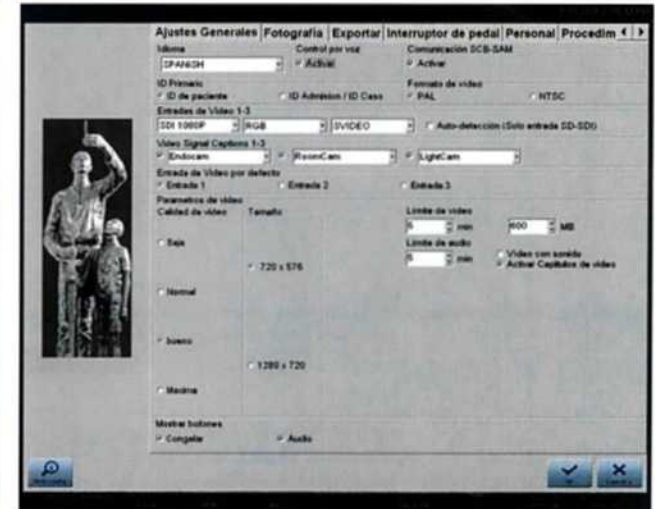 Ajustes Generales Fotografía Exportar Interruptor de pedal Personal Procedim
Idioma Control por voz Comunicación SCB-SAM
SPANISH Activar Activar
ID Primario Formato de video
ID de paciente ID Admision / ID Caso PAL NTSC
Entradas de Video 1-3
SDI 1080P RGB SVIDEO Auto-detección (Solo entrada SD-SDI)
Video Signal Captions 1-3
Endocam RoomCam LightCam
Entrada de Video por defecto
Entrada 1 Entrada 2 Entrada 3
Parametros de video
Calidad de video Tamaño Límite de video
min 600 MB
Límite de audio
Baja min Video con sonido
720 x 576 Activar Capítulos de video
Normal
bueno
1280 x 720
Maxima
Mostrar botones
Congelar Audio